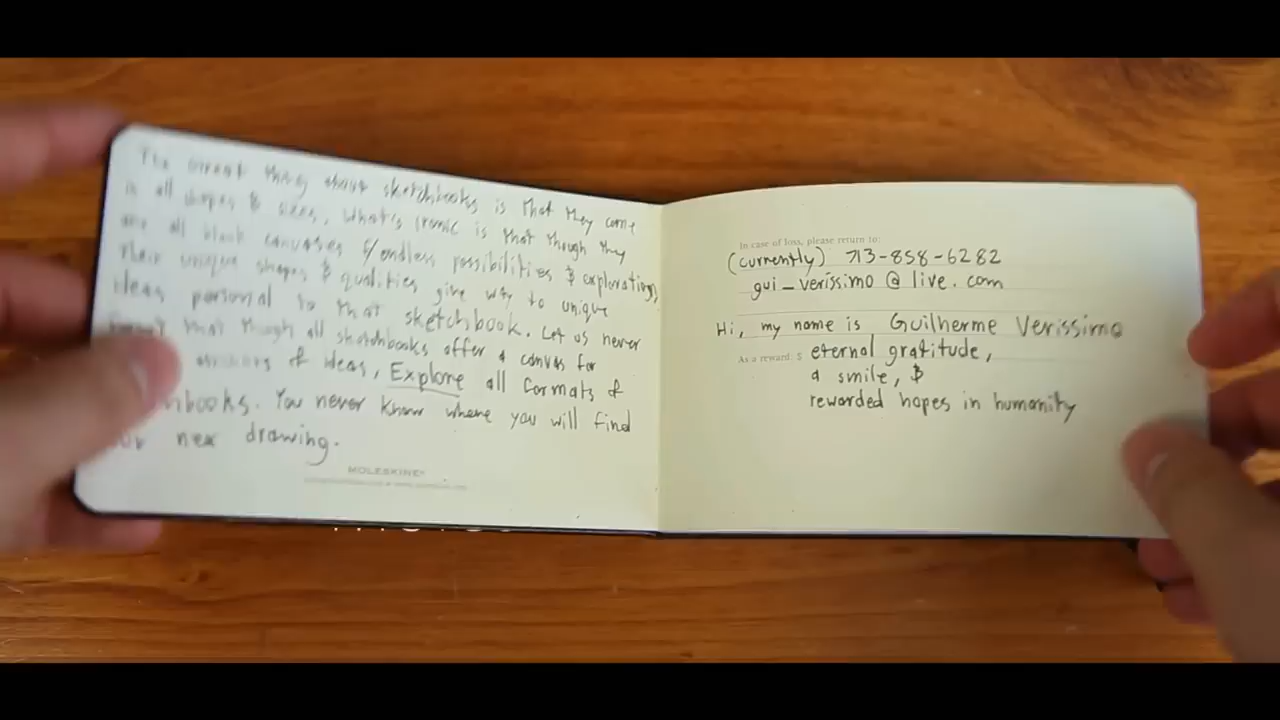 The thing about sketchbooks is that they come
in all shapes & sizes. What's ironic is that though they
are all blank canvases f/endless possibilities & explorations,
their unique shapes & qualities give way to unique
ideas personal to that sketchbook. Let us never
that though all sketchbooks offer a canvas for
of ideas, Explore all formats of
You never know where you will find
new drawing.
MOLESKINE®
In case of loss, please return to:
(currently) 713-858-6282
gui_verissimo@live.com
Hi, my name is Guilherme Verissimo
As a reward: $ eternal gratitude,
a smile, &
rewarded hopes in humanity